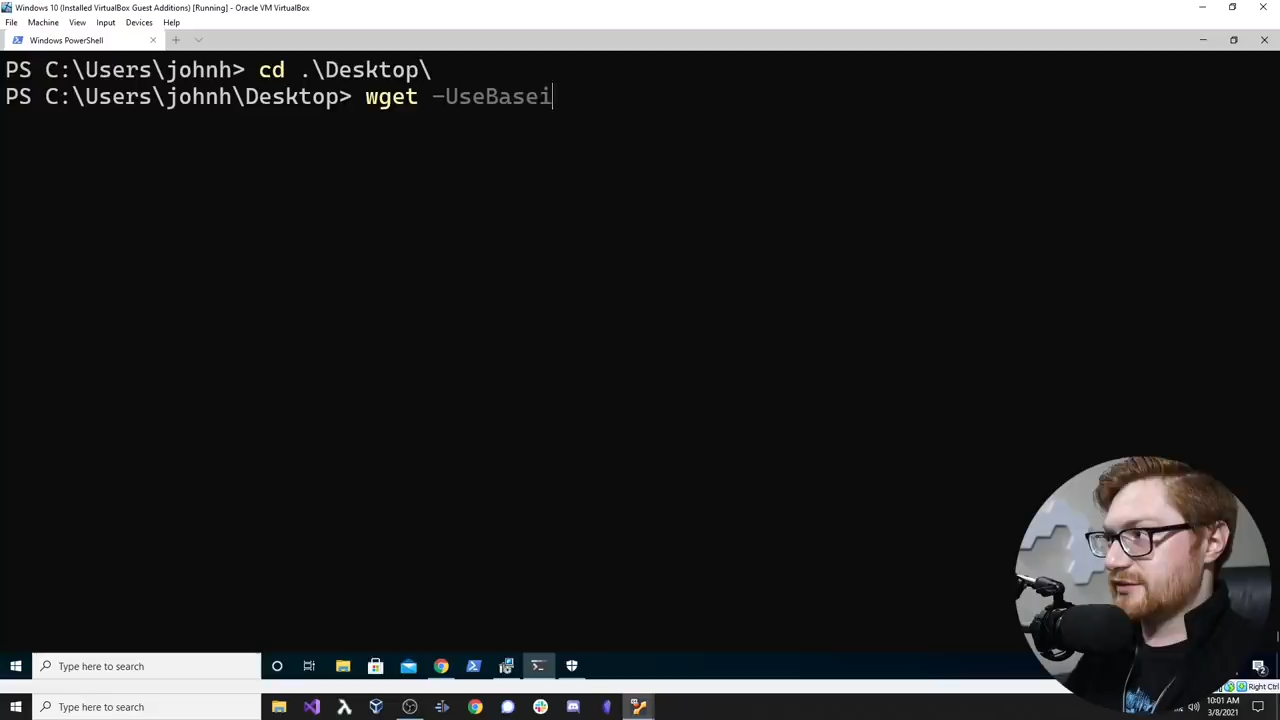 Windows 10 (Installed VirtualBox Guest Additions) [Running] - Oracle VM VirtualBox
File Machine View Input Devices Help
Windows PowerShell
PS C:\Users\johnh> cd .\Desktop\
PS C:\Users\johnh\Desktop> wget -UseBasei
Type here to search
Right Ctrl
Type here to search
10:01 AM
3/8/2021